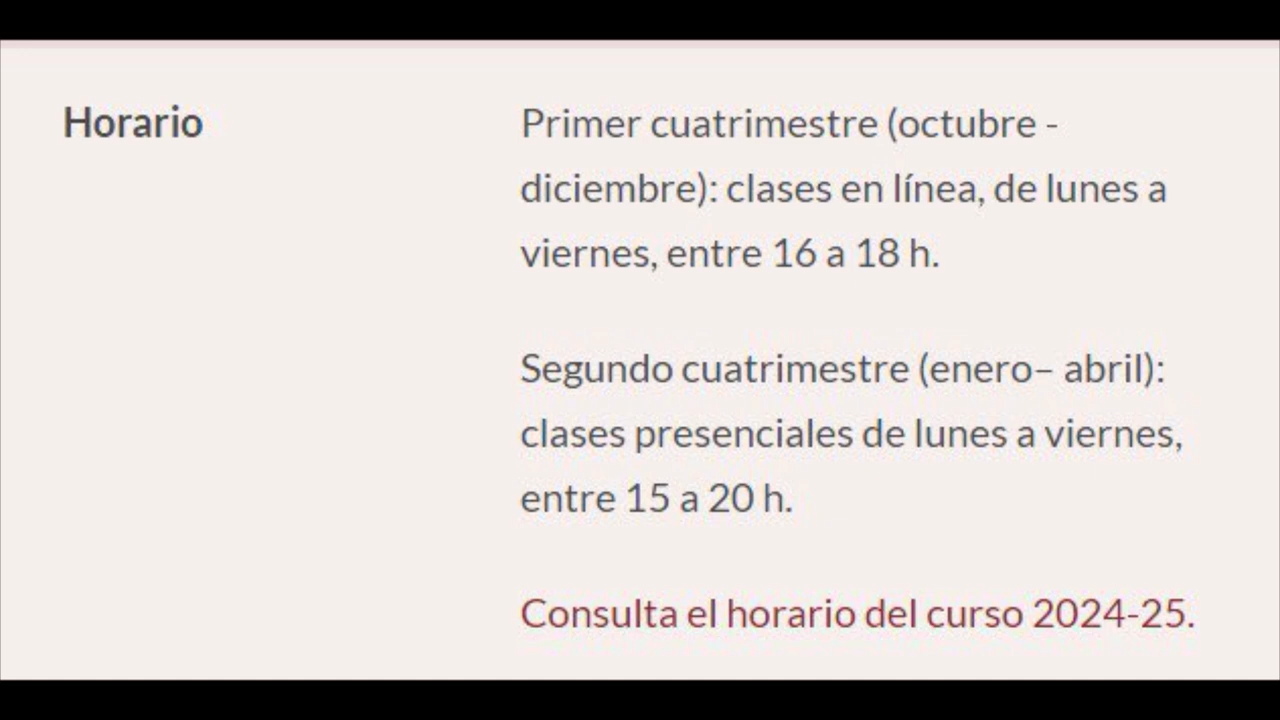 Horario
Primer cuatrimestre (octubre -
diciembre): clases en línea, de lunes a
viernes, entre 16 a 18 h.
Segundo cuatrimestre (enero– abril):
clases presenciales de lunes a viernes,
entre 15 a 20 h.
Consulta el horario del curso 2024-25.